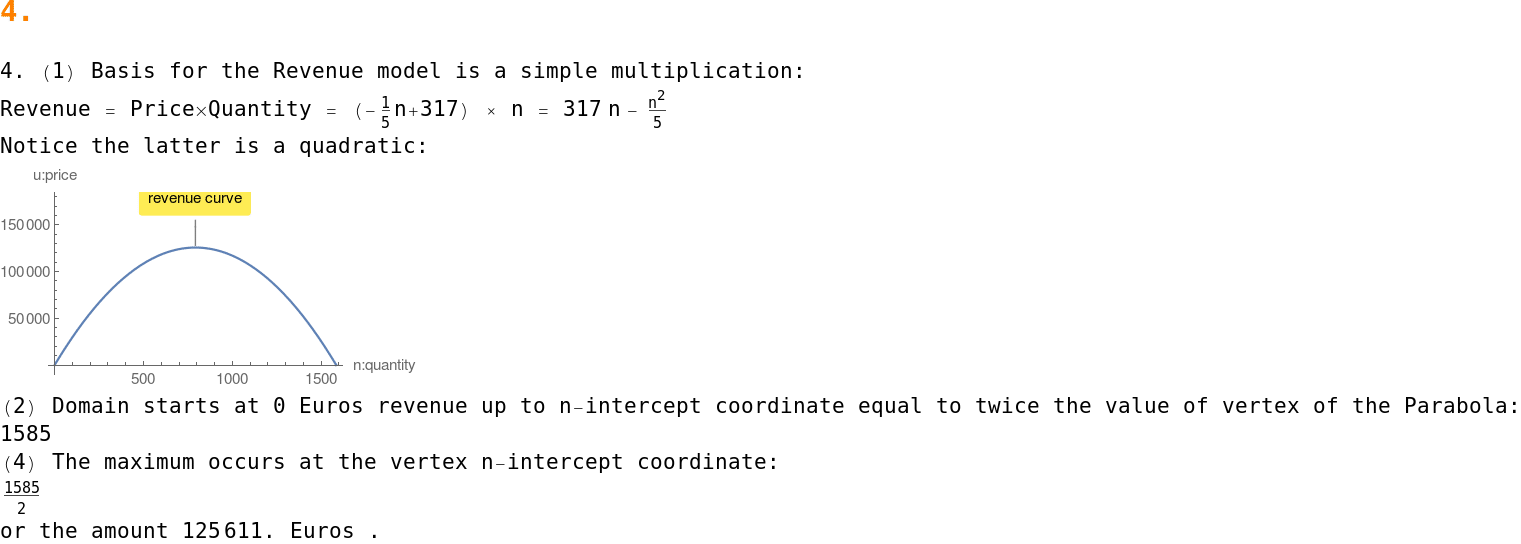 4.
4. (1) Basis for the Revenue model is a simple multiplication:
Revenue = Price×Quantity = (-1/5 n+317) × n = 317 n - n²/5
Notice the latter is a quadratic:
u:price
revenue curve
150 000
100 000
50 000
n:quantity
500 1000 1500
(2) Domain starts at 0 Euros revenue up to n-intercept coordinate equal to twice the value of vertex of the Parabola:
1585
(4) The maximum occurs at the vertex n-intercept coordinate:
1585/2
or the amount 125 611. Euros .